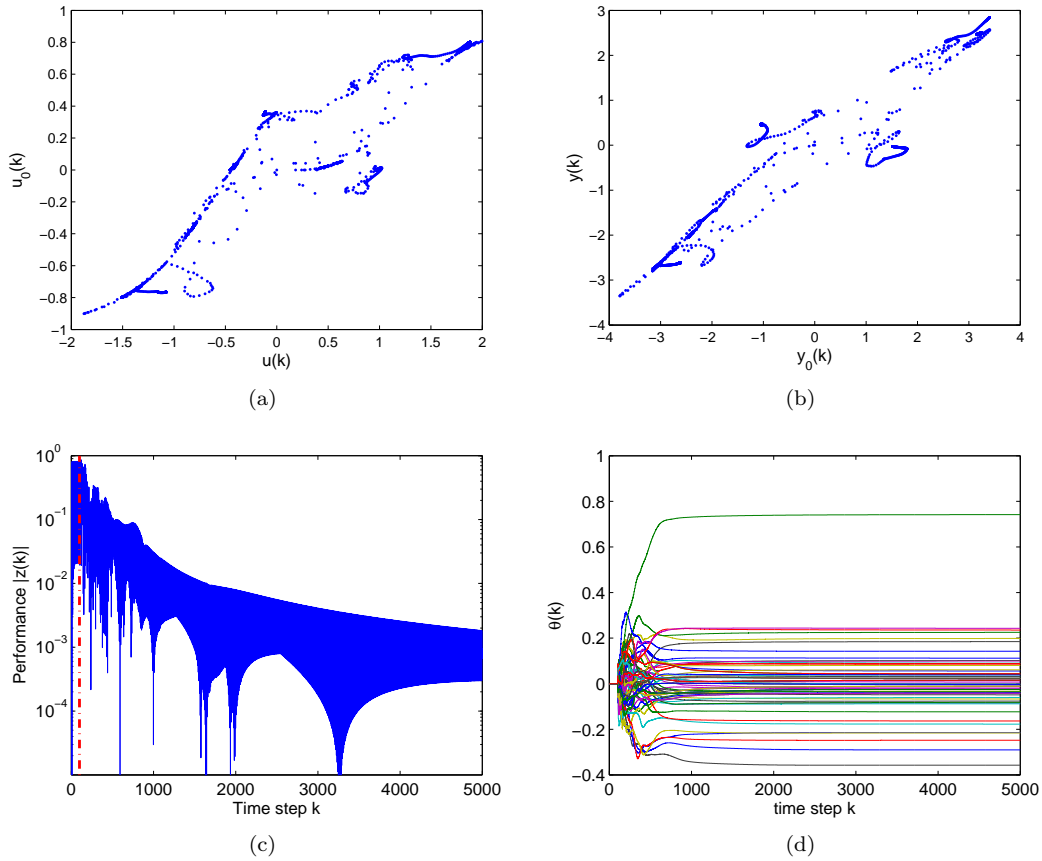 1
0.8
0.6
0.4
0.2
0
−0.2
−0.4
−0.6
−0.8
−1
u0(k)
−2 −1.5 −1 −0.5 0 0.5 1 1.5 2
u(k)
(a)
3
2
1
0
−1
−2
−3
−4
y(k)
−4 −3 −2 −1 0 1 2 3 4
y0(k)
(b)
10^0
10^−1
10^−2
10^−3
10^−4
Performance |z(k)|
0 1000 2000 3000 4000 5000
Time step k
(c)
1
0.8
0.6
0.4
0.2
0
−0.2
−0.4
θ(k)
0 1000 2000 3000 4000 5000
time step k
(d)